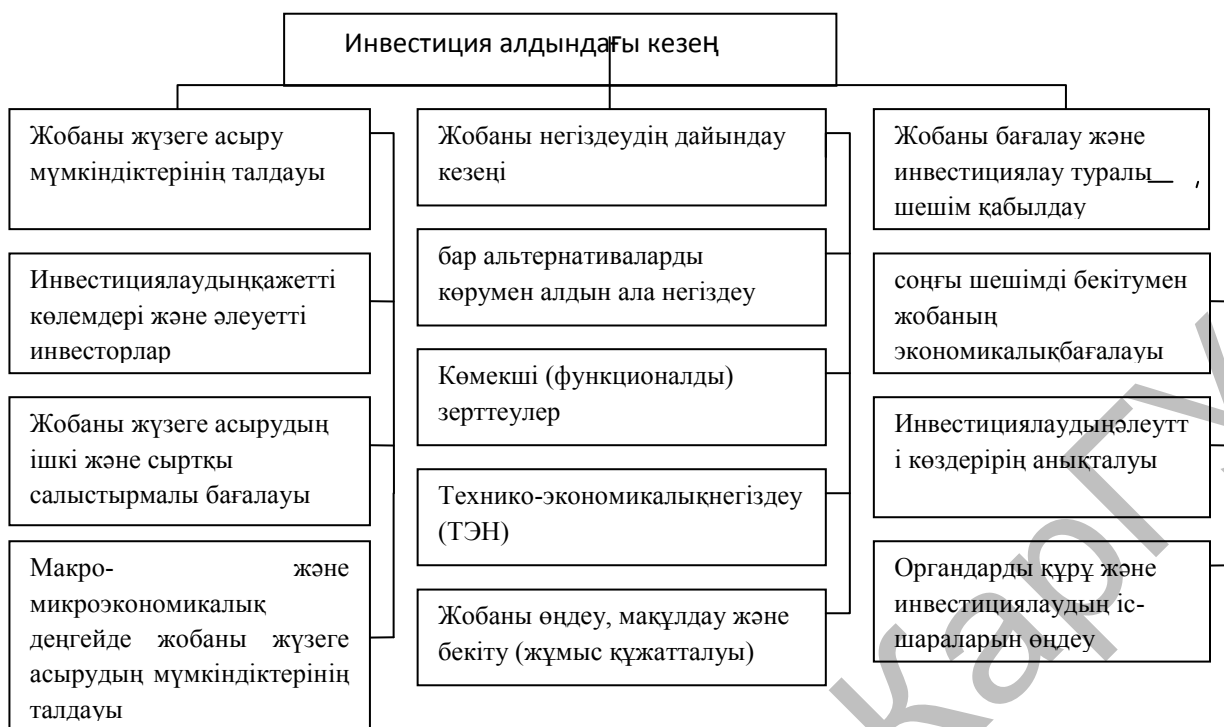 Инвестиция алдындағы кезең
Жобаны жүзеге асыру
мүмкіндіктерінің талдауы
Инвестициялаудыңқажетті
көлемдері және әлеуетті
инвесторлар
Жобаны жүзеге асырудың
ішкі және сыртқы
салыстырмалы бағалауы
Макро- және
микроэкономикалық
деңгейде жобаны жүзеге
асырудың мүмкіндіктерінің
талдауы
Жобаны негіздеудің дайындау
кезеңі
бар альтернативаларды
көрумен алдын ала негіздеу
Көмекші (функционалды)
зерттеулер
Технико-экономикалықнегіздеу
(ТЭН)
Жобаны өңдеу, мақұлдау және
бекіту (жұмыс құжатталуы)
Жобаны бағалау және
инвестициялау туралы ,
шешім қабылдау
соңғы шешімді бекітумен
жобаның
экономикалықбағалауы
Инвестициялаудыңәлеутт
і көздерірің анықталуы
Органдарды құрұ және
инвестициялаудың іс-
шараларын өңдеу
КарГУ